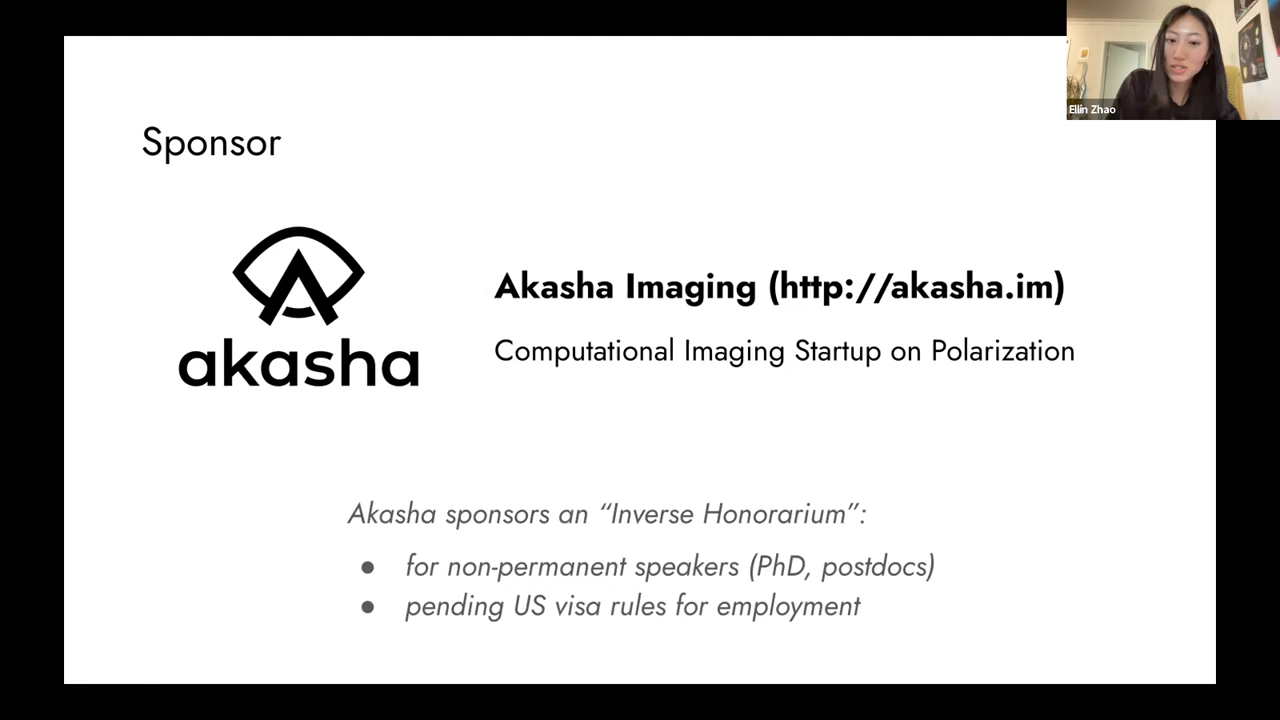 Ellin Zhao
Sponsor
akasha
Akasha Imaging (http://akasha.im)
Computational Imaging Startup on Polarization
Akasha sponsors an “Inverse Honorarium”:
● for non-permanent speakers (PhD, postdocs)
● pending US visa rules for employment